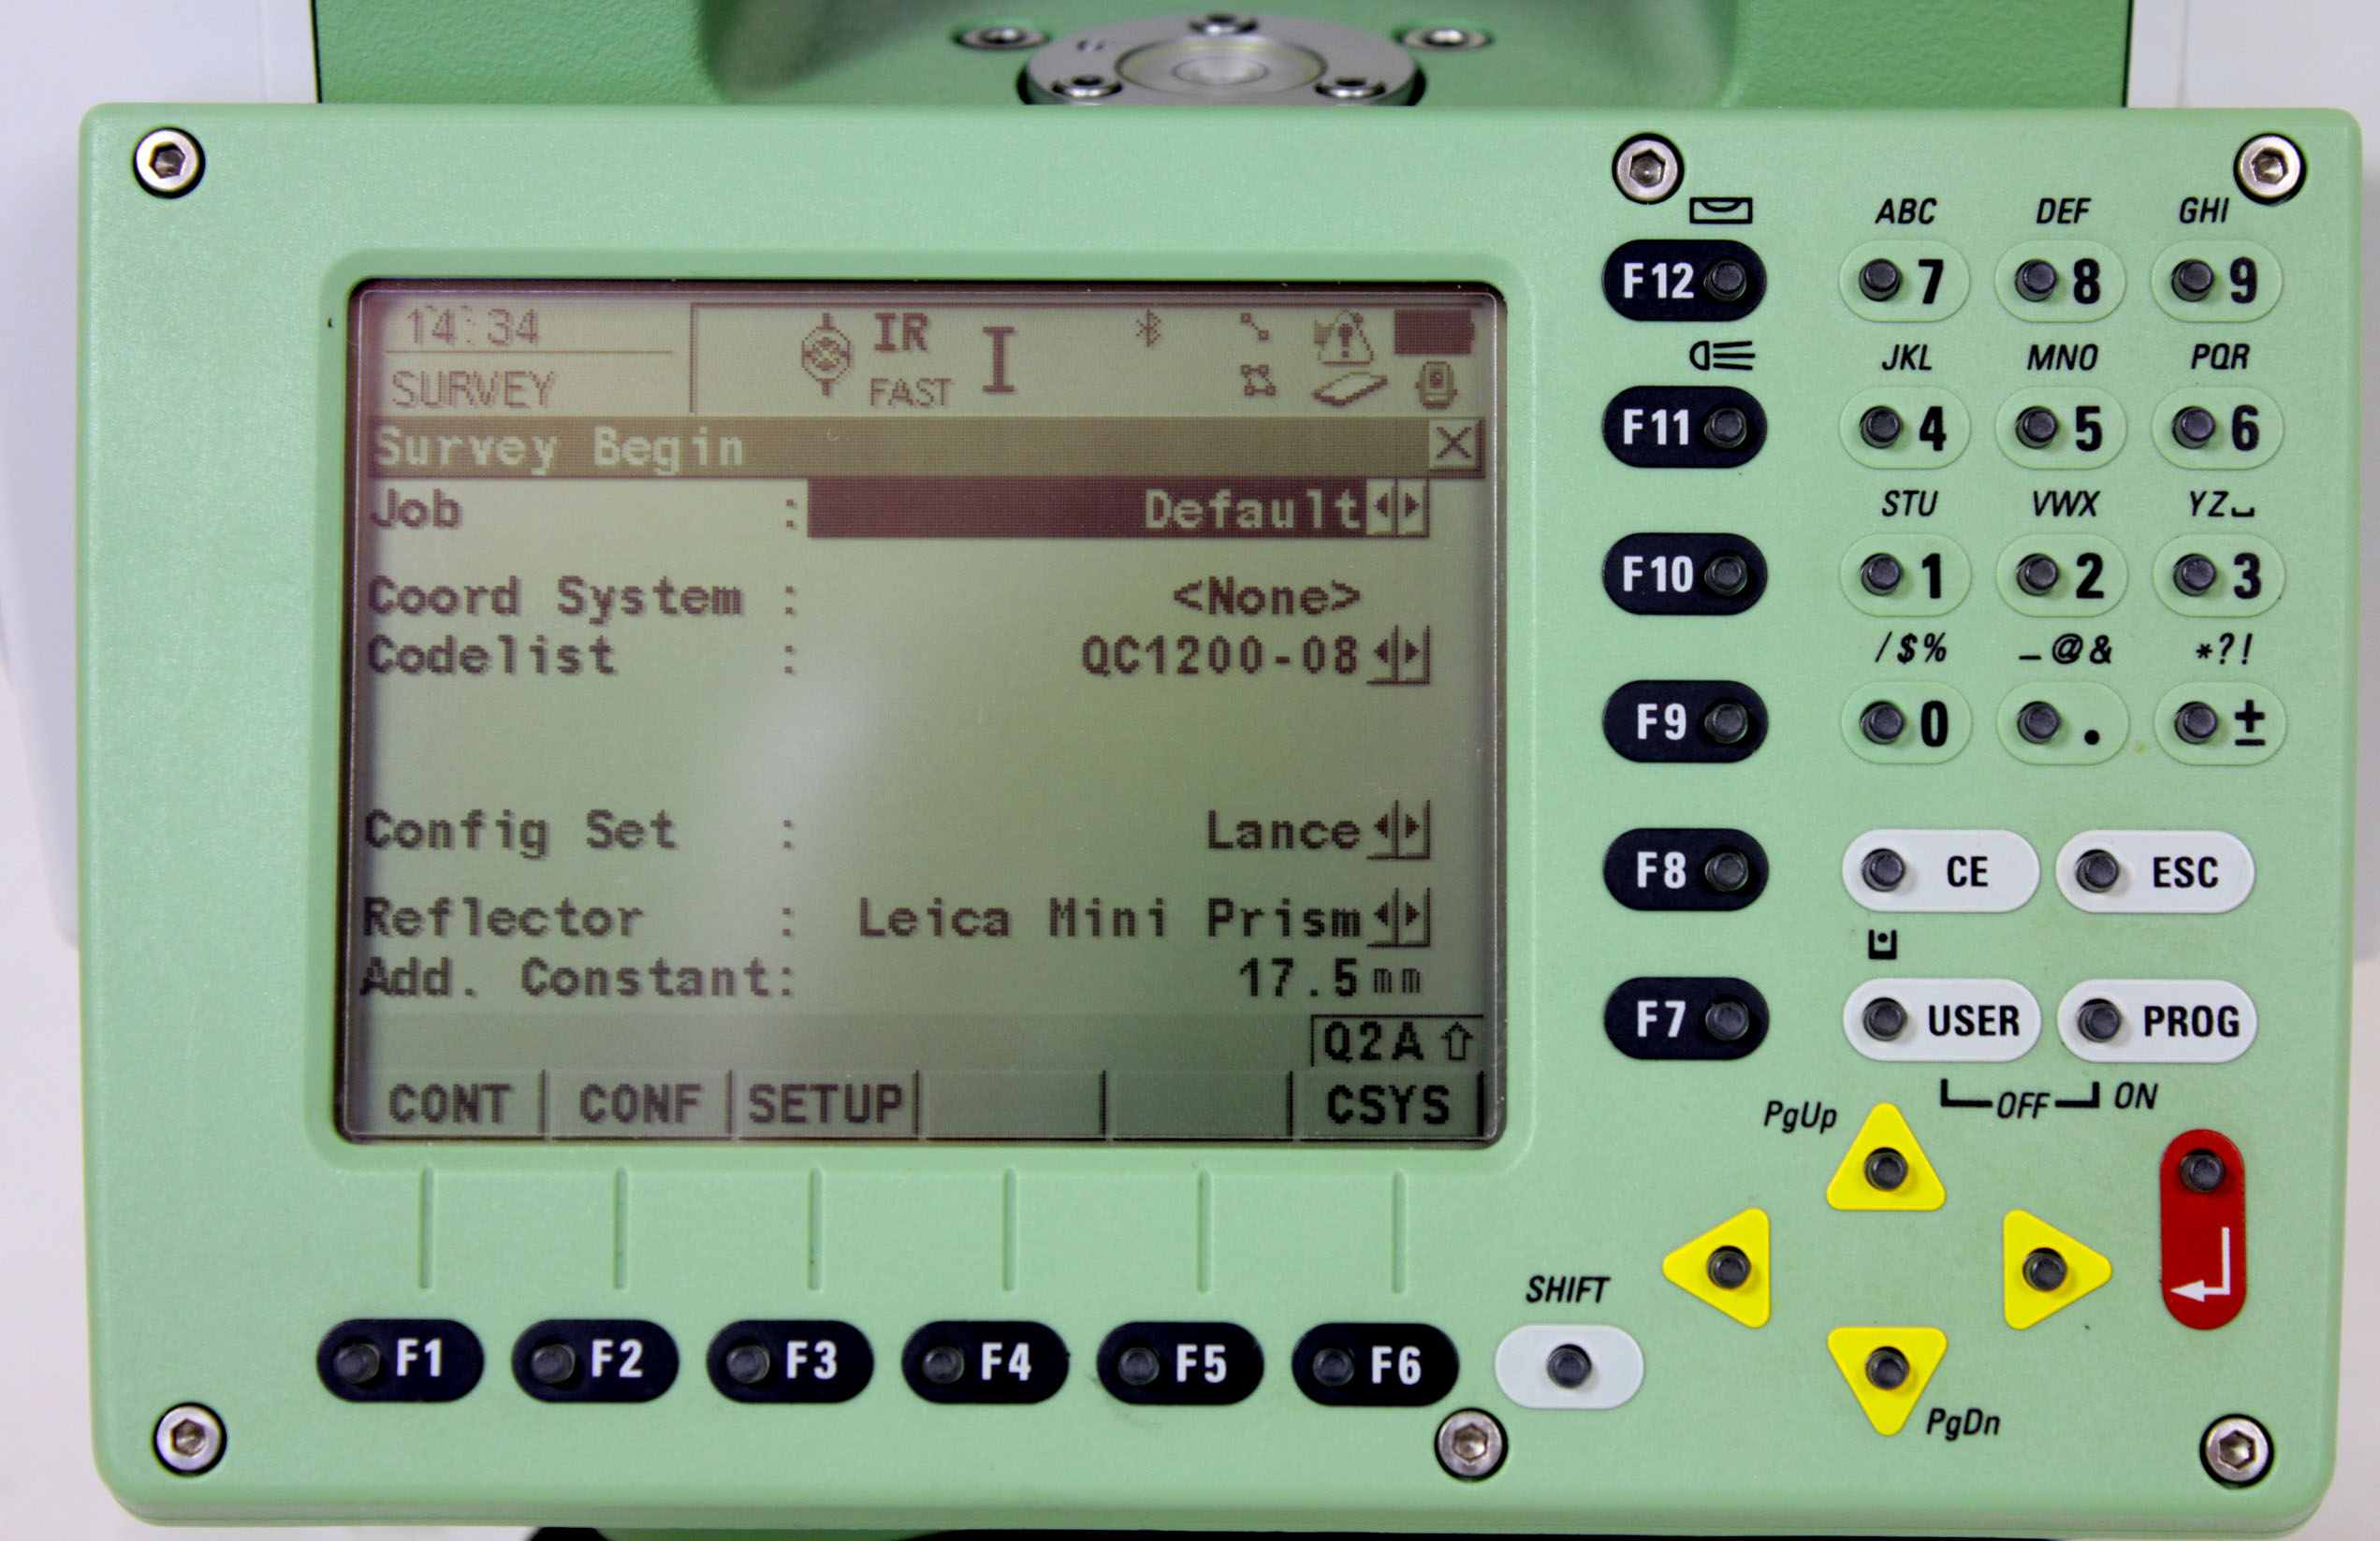 14:34
IR
I
SURVEY
FAST
Survey Begin
Job : Default
Coord System : <None>
Codelist : QC1200-08
Config Set : Lance
Reflector : Leica Mini Prism
Add. Constant: 17.5mm
Q2A
CONT CONF SETUP CSYS
F1 F2 F3 F4 F5 F6
SHIFT
ABC DEF GHI
F12 7 8 9
JKL MNO PQR
F11 4 5 6
STU VWX YZ⎵
F10 1 2 3
/$% _@& *?!
F9 0 . ±
F8 CE ESC
F7 USER PROG
OFF ON
PgUp
PgDn